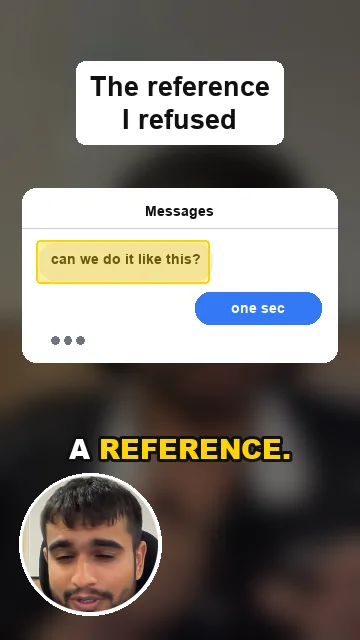 The reference
I refused
Messages
can we do it like this?
one sec
A REFERENCE.